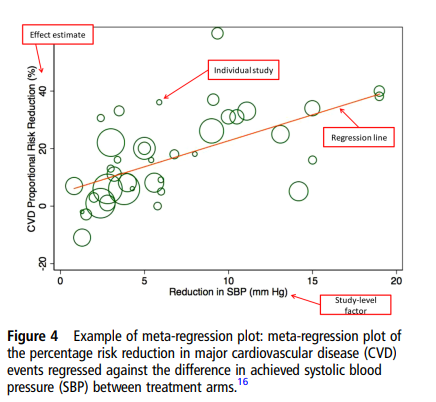 Effect estimate
Individual study
Regression line
CVD Proportional Risk Reduction (%)
40
20
0
-20
0
5
10
15
20
Reduction in SBP (mm Hg)
Study-level
factor
Figure 4 Example of meta-regression plot: meta-regression plot of
the percentage risk reduction in major cardiovascular disease (CVD)
events regressed against the difference in achieved systolic blood
pressure (SBP) between treatment arms.16